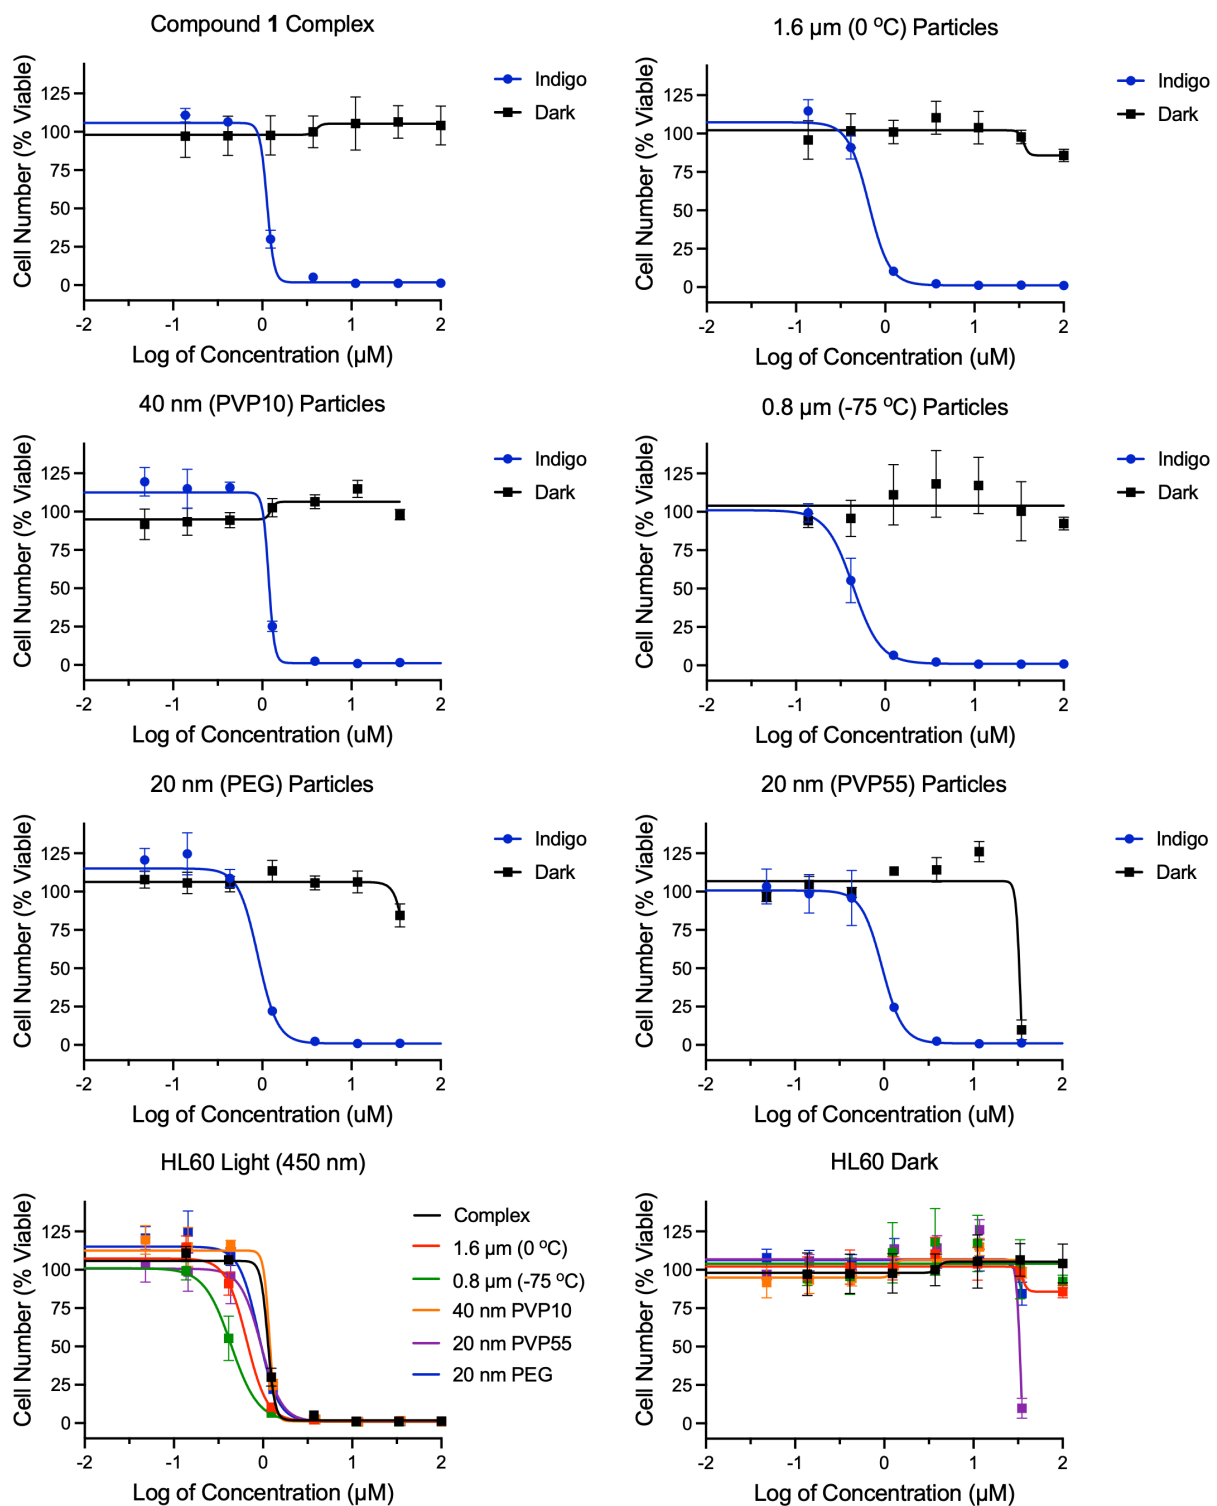 Compound 1 Complex
Cell Number (% Viable)
125
100
75
50
25
0
-2
-1
0
1
2
Log of Concentration (µM)
Indigo
Dark
1.6 µm (0 °C) Particles
Cell Number (% Viable)
125
100
75
50
25
0
-2
-1
0
1
2
Log of Concentration (uM)
Indigo
Dark
40 nm (PVP10) Particles
Cell Number (% Viable)
125
100
75
50
25
0
-2
-1
0
1
2
Log of Concentration (uM)
Indigo
Dark
0.8 µm (-75 °C) Particles
Cell Number (% Viable)
125
100
75
50
25
0
-2
-1
0
1
2
Log of Concentration (uM)
Indigo
Dark
20 nm (PEG) Particles
Cell Number (% Viable)
125
100
75
50
25
0
-2
-1
0
1
2
Log of Concentration (uM)
Indigo
Dark
20 nm (PVP55) Particles
Cell Number (% Viable)
125
100
75
50
25
0
-2
-1
0
1
2
Log of Concentration (uM)
Indigo
Dark
HL60 Light (450 nm)
Cell Number (% Viable)
125
100
75
50
25
0
-2
-1
0
1
2
Log of Concentration (µM)
Complex
1.6 µm (0 °C)
0.8 µm (-75 °C)
40 nm PVP10
20 nm PVP55
20 nm PEG
HL60 Dark
Cell Number (% Viable)
125
100
75
50
25
0
-2
-1
0
1
2
Log of Concentration (µM)